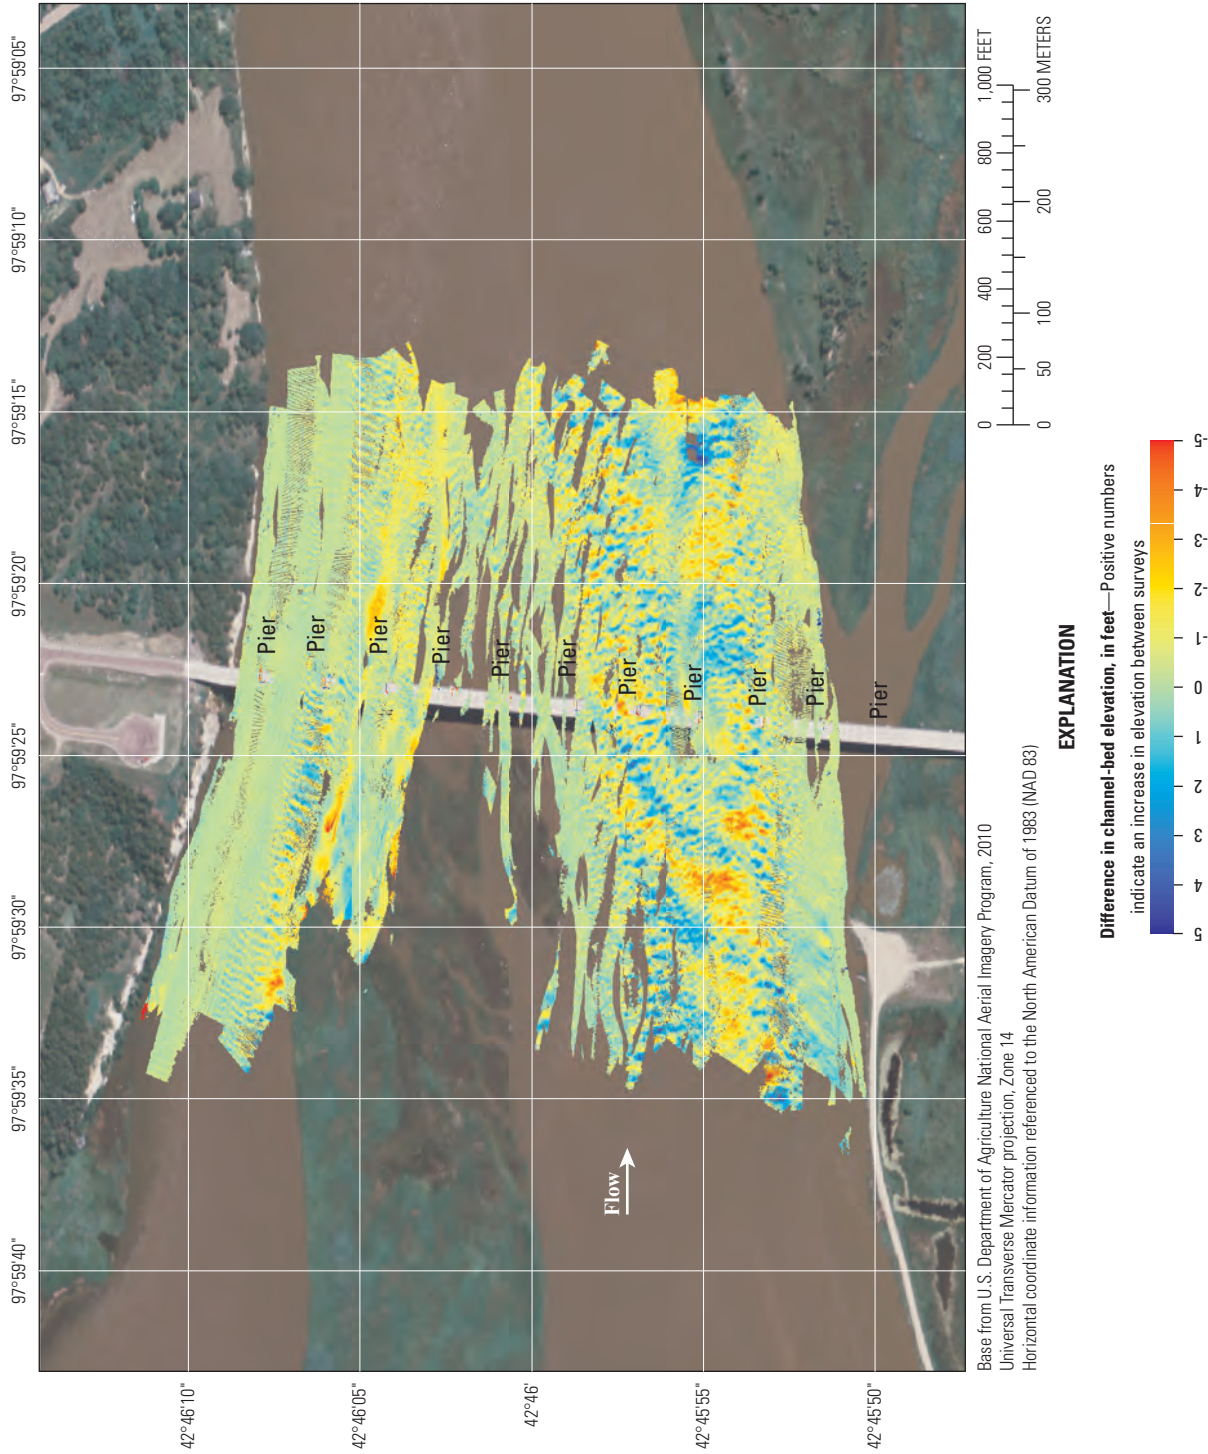 97°59'40"
97°59'35"
97°59'30"
97°59'25"
97°59'20"
97°59'15"
97°59'10"
97°59'05"
42°46'10"
42°46'05"
42°46'
42°45'55"
42°45'50"
Pier
Pier
Pier
Pier
Pier
Pier
Pier
Pier
Pier
Pier
Pier
Flow
Base from U.S. Department of Agriculture National Aerial Imagery Program, 2010
Universal Transverse Mercator projection, Zone 14
Horizontal coordinate information referenced to the North American Datum of 1983 (NAD 83)
0 200 400 600 800 1,000 FEET
0 50 100 200 300 METERS
EXPLANATION
Difference in channel-bed elevation, in feet—Positive numbers
indicate an increase in elevation between surveys
5 4 3 2 1 0 -1 -2 -3 -4 -5